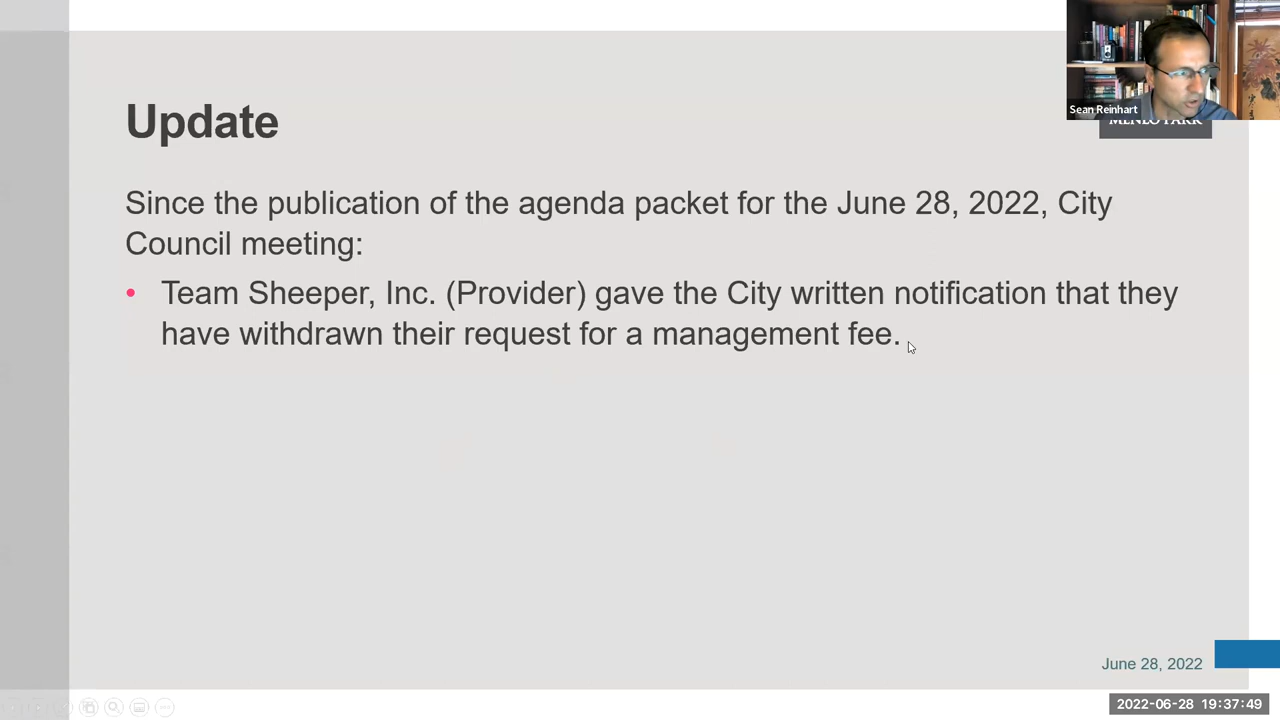 Sean Reinhart
MENLO PARK
Update
Since the publication of the agenda packet for the June 28, 2022, City
Council meeting:
• Team Sheeper, Inc. (Provider) gave the City written notification that they
have withdrawn their request for a management fee.
June 28, 2022
2022-06-28 19:37:49